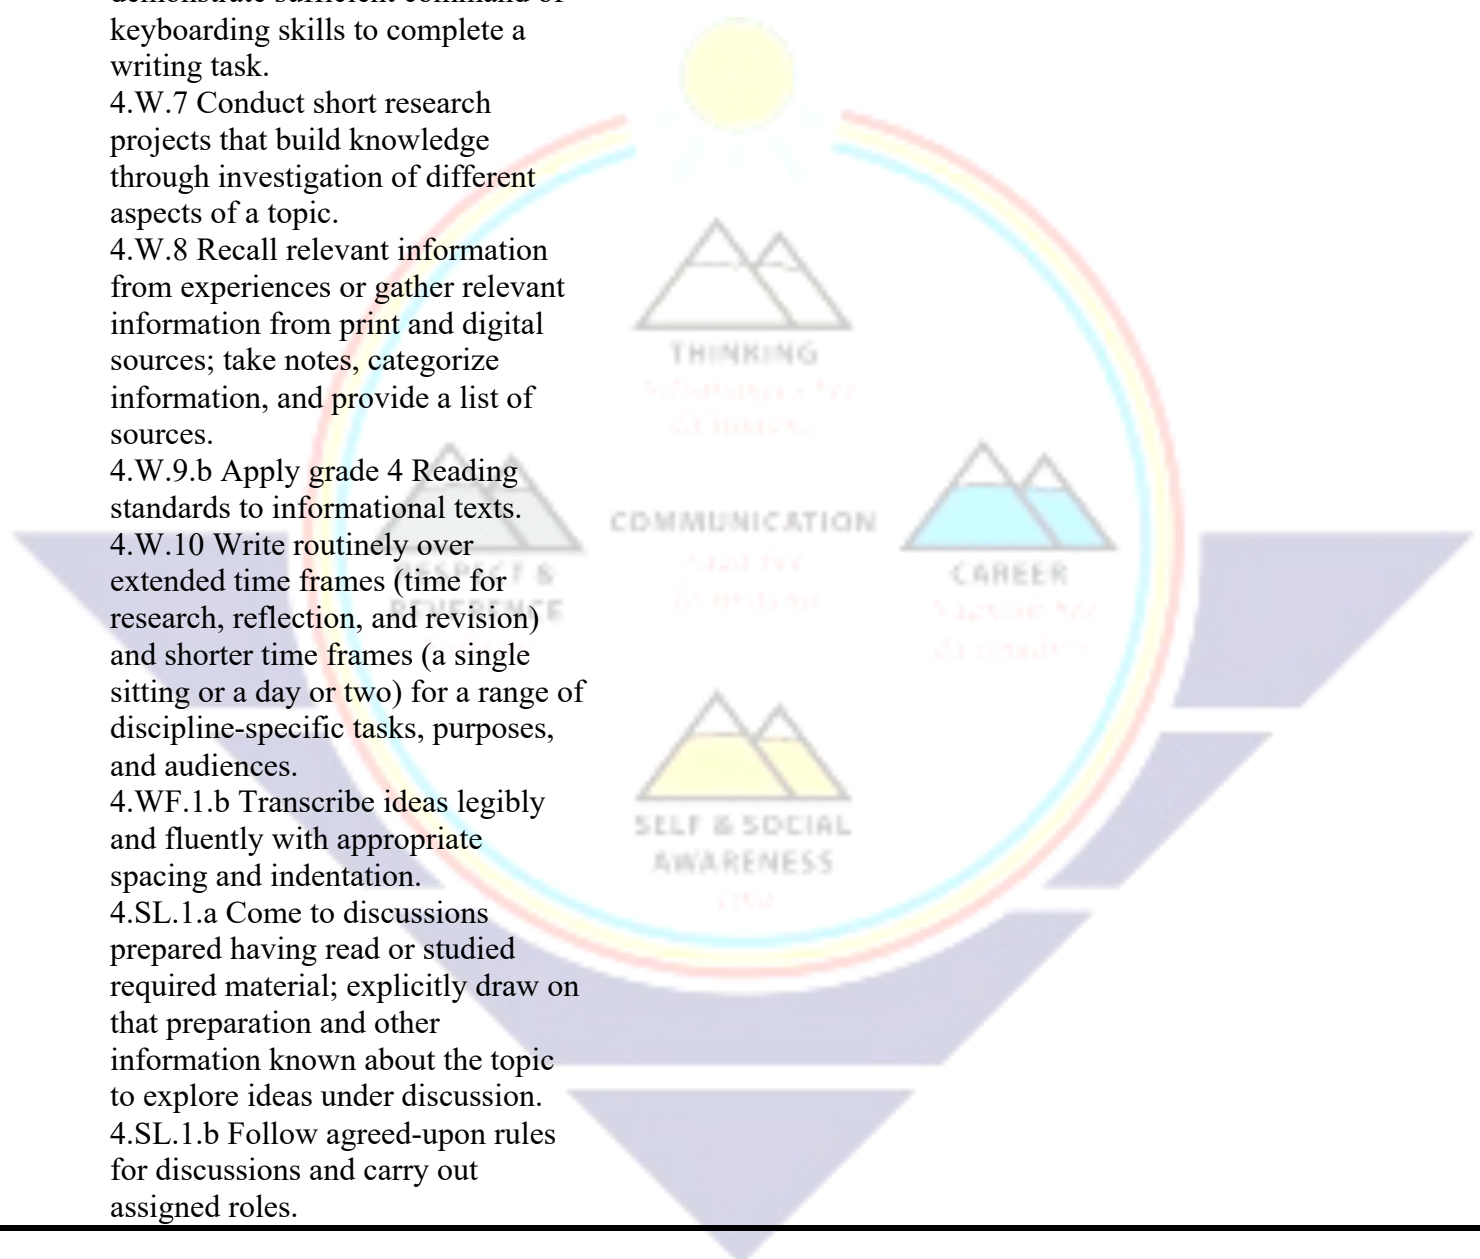 demonstrate sufficient command of
keyboarding skills to complete a
writing task.
4.W.7 Conduct short research
projects that build knowledge
through investigation of different
aspects of a topic.
4.W.8 Recall relevant information
from experiences or gather relevant
information from print and digital
sources; take notes, categorize
information, and provide a list of
sources.
4.W.9.b Apply grade 4 Reading
standards to informational texts.
4.W.10 Write routinely over
extended time frames (time for
research, reflection, and revision)
and shorter time frames (a single
sitting or a day or two) for a range of
discipline-specific tasks, purposes,
and audiences.
4.WF.1.b Transcribe ideas legibly
and fluently with appropriate
spacing and indentation.
4.SL.1.a Come to discussions
prepared having read or studied
required material; explicitly draw on
that preparation and other
information known about the topic
to explore ideas under discussion.
4.SL.1.b Follow agreed-upon rules
for discussions and carry out
assigned roles.
THINKING
RESPECT &
REVERENCE
COMMUNICATION
CAREER
SELF & SOCIAL
AWARENESS